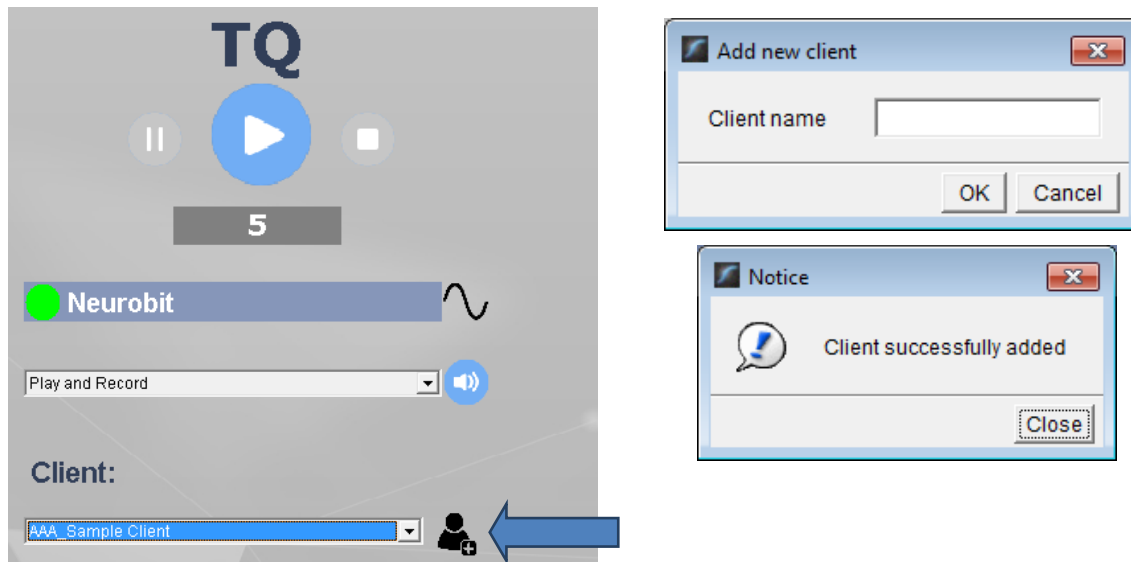 TQ
5
Neurobit
Play and Record
Client:
AAA_Sample Client
Add new client
Client name
OK Cancel
Notice
Client successfully added
Close